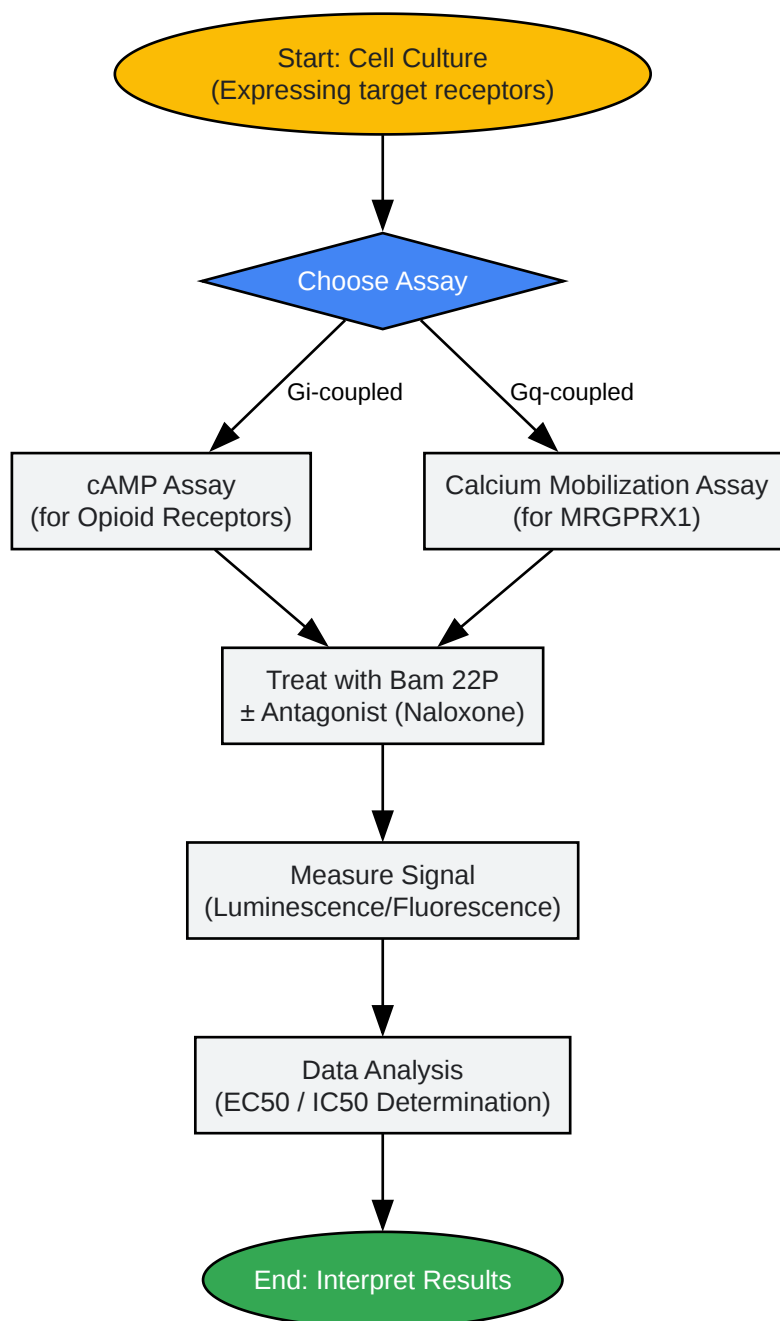 Start: Cell Culture
(Expressing target receptors)
Choose Assay
Gi-coupled
Gq-coupled
cAMP Assay
(for Opioid Receptors)
Calcium Mobilization Assay
(for MRGPRX1)
Treat with Bam 22P
± Antagonist (Naloxone)
Measure Signal
(Luminescence/Fluorescence)
Data Analysis
(EC50 / IC50 Determination)
End: Interpret Results